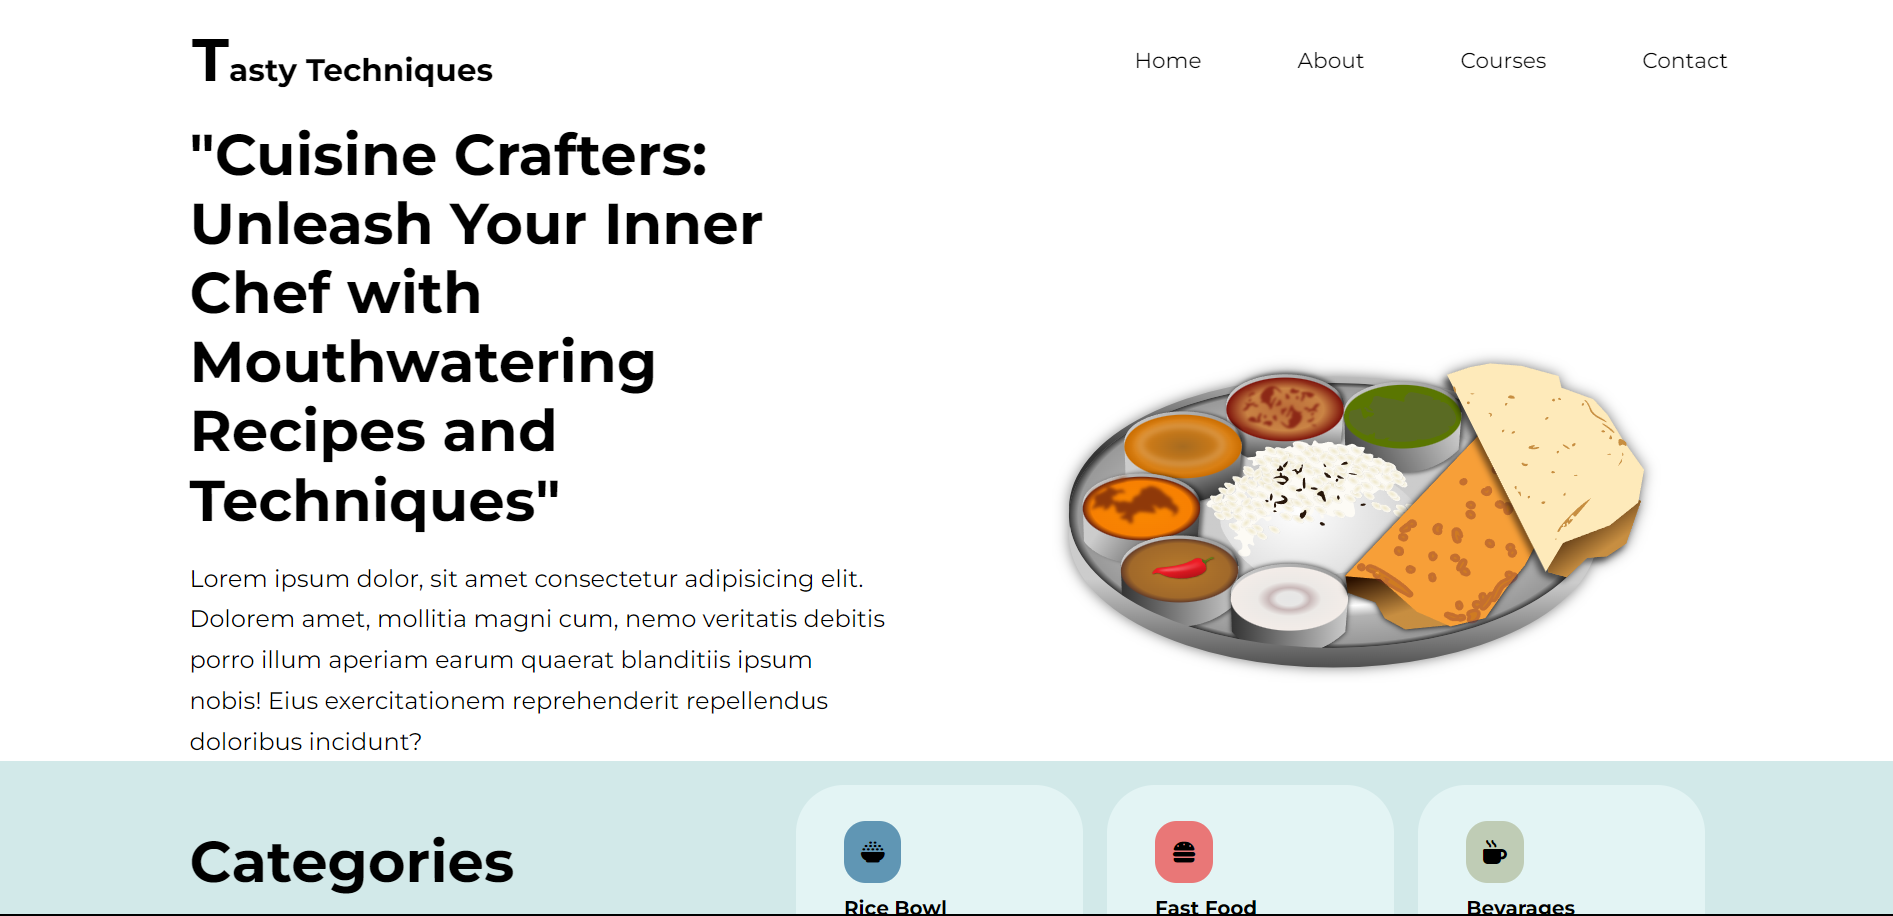 Tasty Techniques
Home About Courses Contact
"Cuisine Crafters:
Unleash Your Inner
Chef with
Mouthwatering
Recipes and
Techniques"
Lorem ipsum dolor, sit amet consectetur adipisicing elit.
Dolorem amet, mollitia magni cum, nemo veritatis debitis
porro illum aperiam earum quaerat blanditiis ipsum
nobis! Eius exercitationem reprehenderit repellendus
doloribus incidunt?
Categories
Rice Bowl
Fast Food
Bevarages